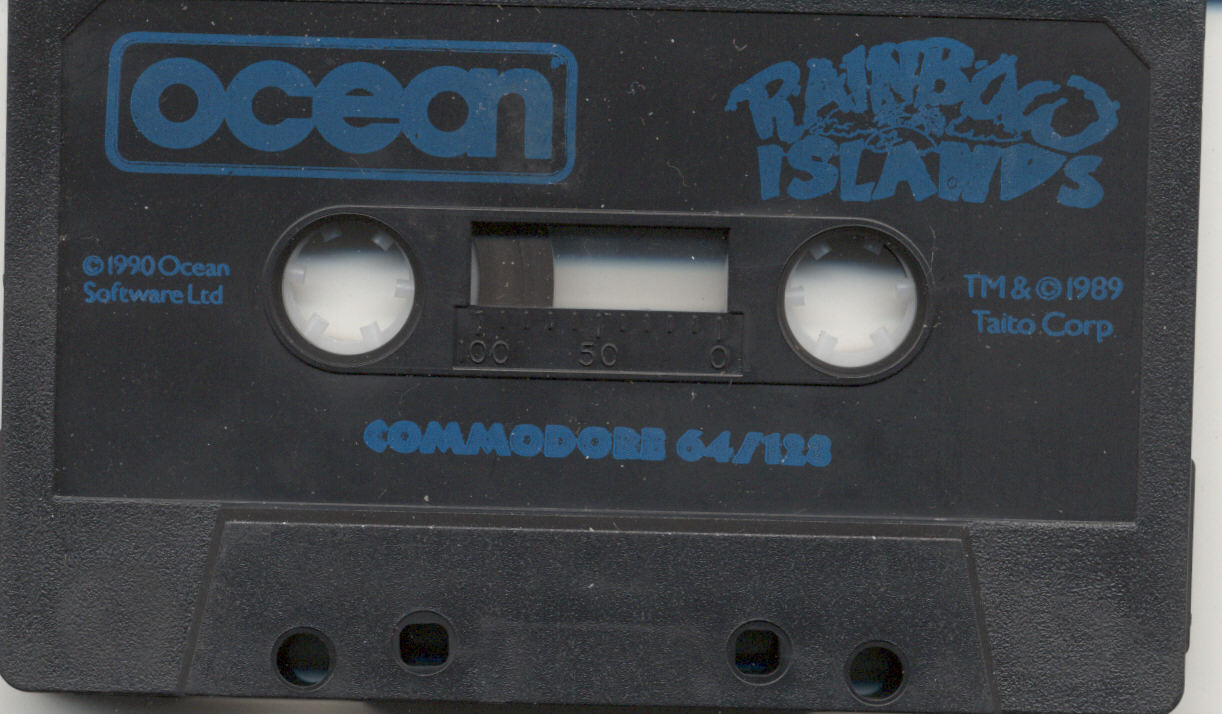 ocean
RAINBOW
ISLANDS
© 1990 Ocean
Software Ltd
TM & © 1989
Taito Corp
100 50 0
COMMODORE 64/128